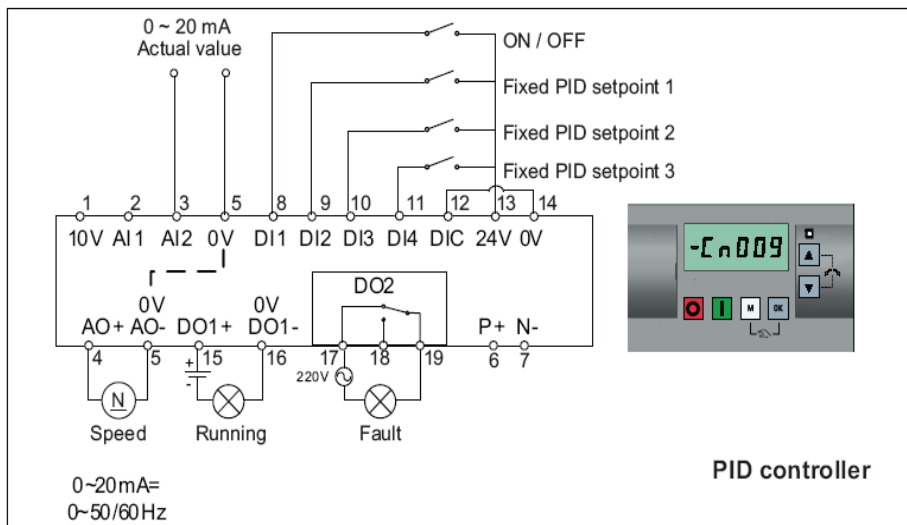 0 ~ 20 mA
Actual value
ON / OFF
Fixed PID setpoint 1
Fixed PID setpoint 2
Fixed PID setpoint 3
1 2 3 5 8 9 10 11 12 13 14
10V AI1 AI2 0V DI1 DI2 DI3 DI4 DIC 24V 0V
-Cn009
M OK
0V 0V DO2
AO+ AO- DO1+ DO1- P+ N-
4 5 15 16 17 18 19 6 7
+
-
220V
N
Speed Running Fault
PID controller
0~20mA=
0~50/60Hz